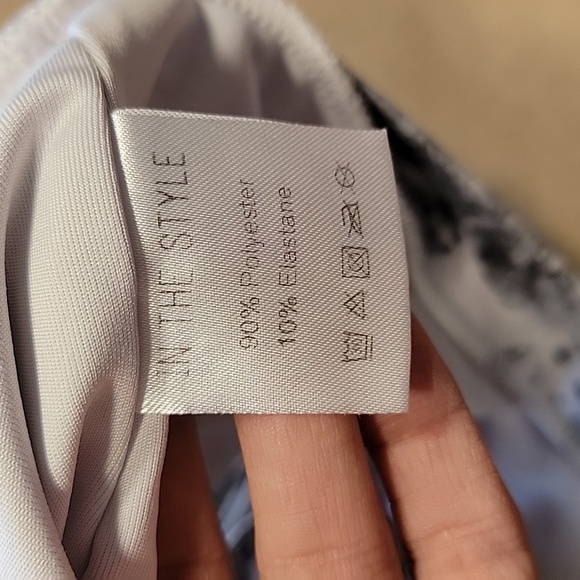 IN THE STYLE
90% Polyester
10% Elastane